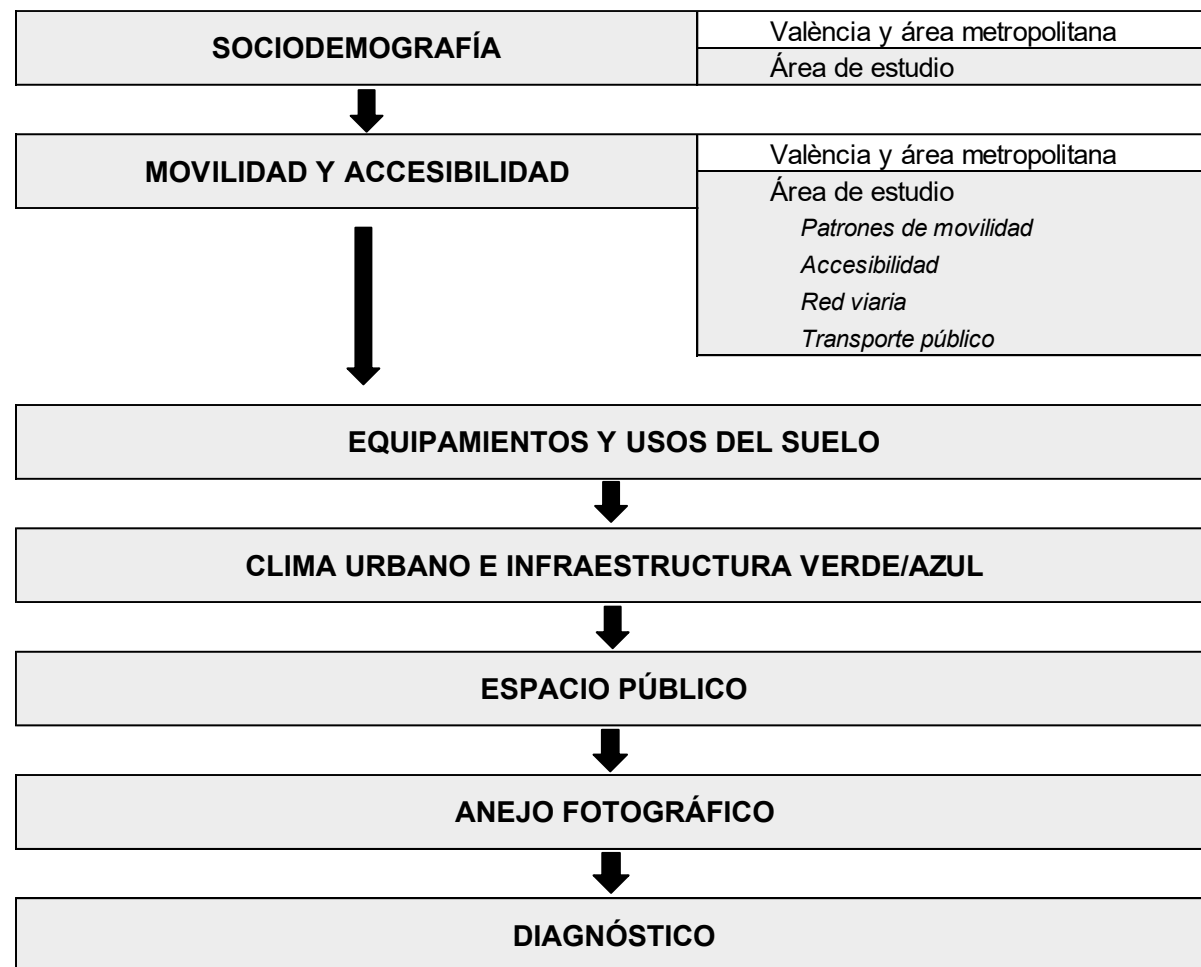 SOCIODEMOGRAFÍA
València y área metropolitana
Área de estudio
MOVILIDAD Y ACCESIBILIDAD
València y área metropolitana
Área de estudio
Patrones de movilidad
Accesibilidad
Red viaria
Transporte público
EQUIPAMIENTOS Y USOS DEL SUELO
CLIMA URBANO E INFRAESTRUCTURA VERDE/AZUL
ESPACIO PÚBLICO
ANEJO FOTOGRÁFICO
DIAGNÓSTICO